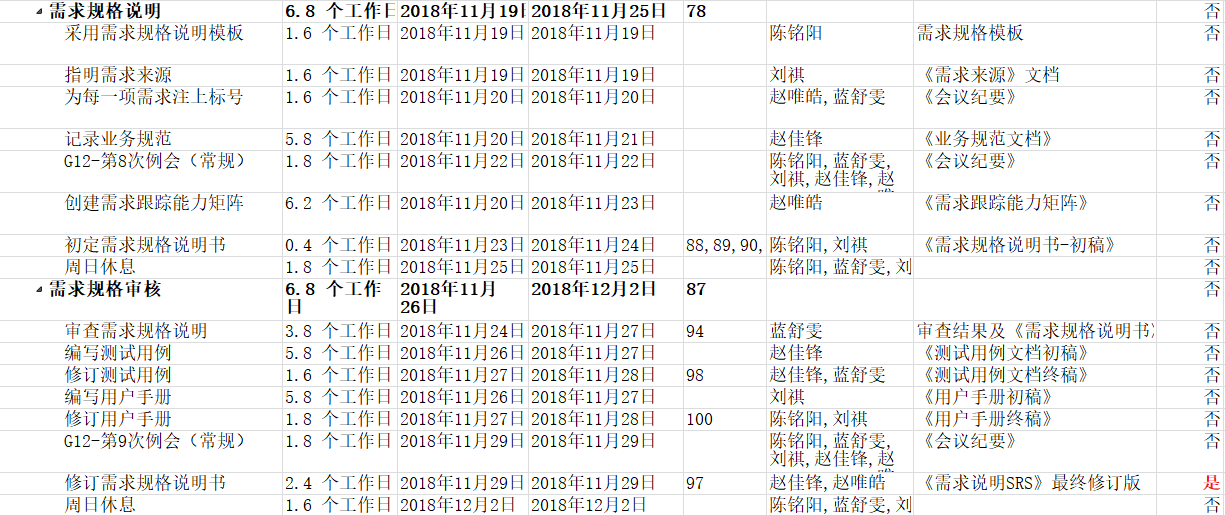 需求规格说明 6.8 个工作日 2018年11月19日 2018年11月25日 78 否
采用需求规格说明模板 1.6 个工作日 2018年11月19日 2018年11月19日 陈铭阳 需求规格模板 否
指明需求来源 1.6 个工作日 2018年11月19日 2018年11月19日 刘祺 《需求来源》文档 否
为每一项需求注上标号 1.6 个工作日 2018年11月20日 2018年11月20日 赵唯皓,蓝舒雯 《会议纪要》 否
记录业务规范 5.8 个工作日 2018年11月20日 2018年11月21日 赵佳锋 《业务规范文档》 否
G12-第8次例会（常规） 1.8 个工作日 2018年11月22日 2018年11月22日 陈铭阳,蓝舒雯, 《会议纪要》 否
刘祺,赵佳锋,赵
创建需求跟踪能力矩阵 6.2 个工作日 2018年11月20日 2018年11月23日 赵唯皓 《需求跟踪能力矩阵》 否
初定需求规格说明书 0.4 个工作日 2018年11月23日 2018年11月24日 88,89,90, 陈铭阳,刘祺 《需求规格说明书-初稿》 否
周日休息 1.8 个工作日 2018年11月25日 2018年11月25日 陈铭阳,蓝舒雯,刘 否
需求规格审核 6.8 个工作 2018年11月 2018年12月2日 87 否
日 26日
审查需求规格说明 3.8 个工作日 2018年11月24日 2018年11月27日 94 蓝舒雯 审查结果及《需求规格说明书》 否
编写测试用例 5.8 个工作日 2018年11月26日 2018年11月27日 赵佳锋 《测试用例文档初稿》 否
修订测试用例 1.6 个工作日 2018年11月27日 2018年11月28日 98 赵佳锋,蓝舒雯 《测试用例文档终稿》 否
编写用户手册 5.8 个工作日 2018年11月26日 2018年11月27日 刘祺 《用户手册初稿》 否
修订用户手册 1.8 个工作日 2018年11月27日 2018年11月28日 100 陈铭阳,刘祺 《用户手册终稿》 否
G12-第9次例会（常规） 1.8 个工作日 2018年11月29日 2018年11月29日 陈铭阳,蓝舒雯, 《会议纪要》 否
刘祺,赵佳锋,赵
修订需求规格说明书 2.4 个工作日 2018年11月29日 2018年11月29日 97 赵佳锋,赵唯皓 《需求说明SRS》最终修订版 是
周日休息 1.6 个工作日 2018年12月2日 2018年12月2日 陈铭阳,蓝舒雯,刘 否